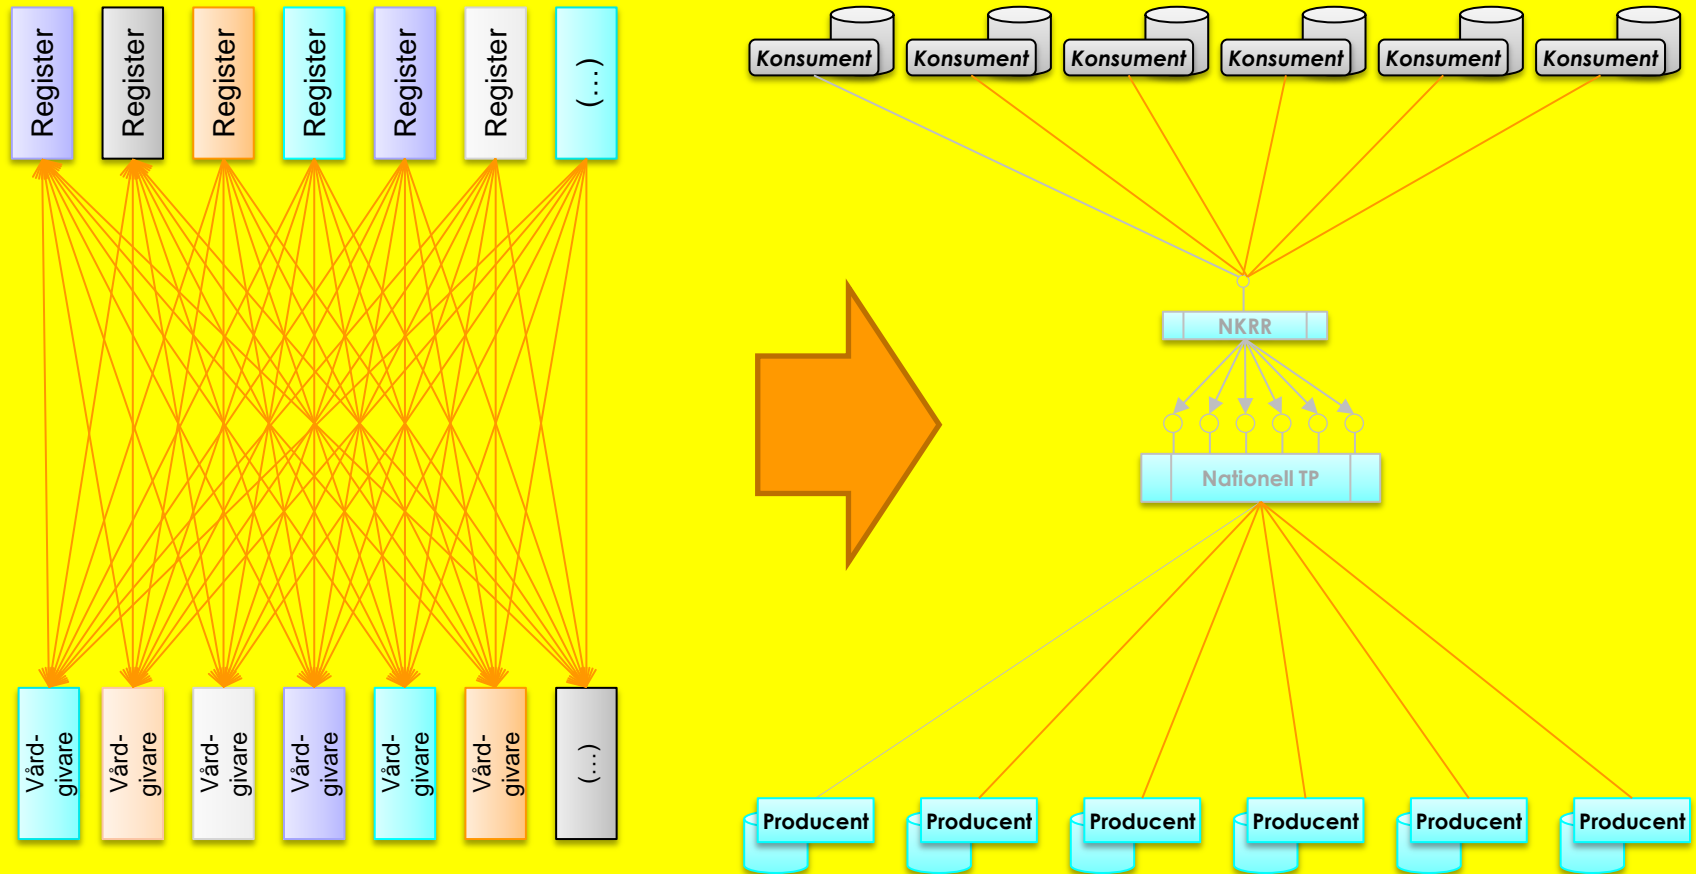 Register
Register
Register
Register
Register
Register
(…)
Konsument
Konsument
Konsument
Konsument
Konsument
Konsument
NKRR
Nationell TP
Vård-
givare
Vård-
givare
Vård-
givare
Vård-
givare
Vård-
givare
Vård-
givare
(…)
Producent
Producent
Producent
Producent
Producent
Producent